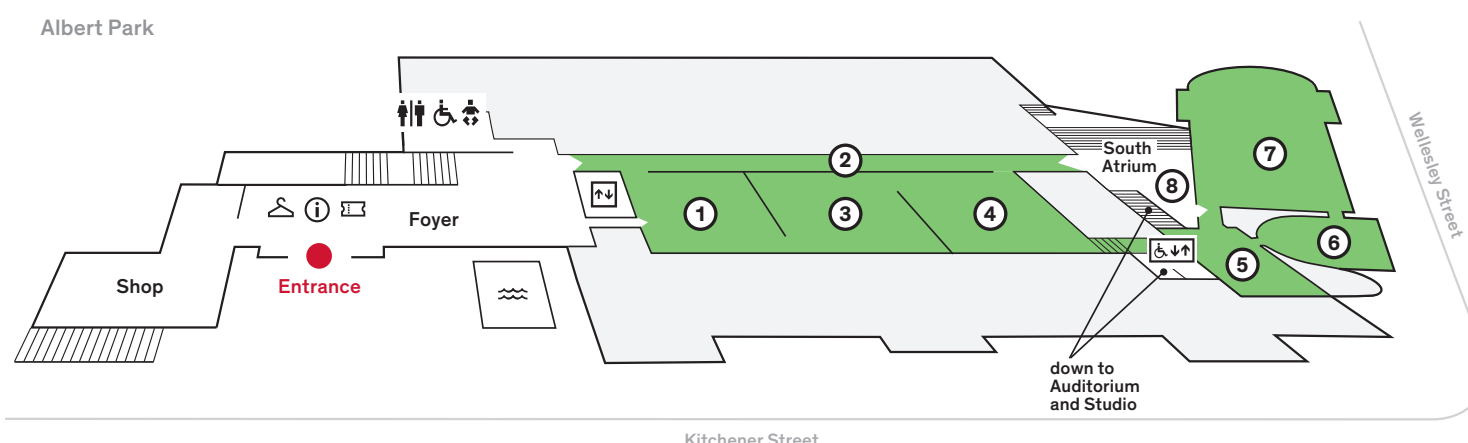 Albert Park
Wellesley Street
South
Atrium
2
7
8
1
3
4
Foyer
6
5
Shop
Entrance
down to
Auditorium
and Studio
Kitchener Street